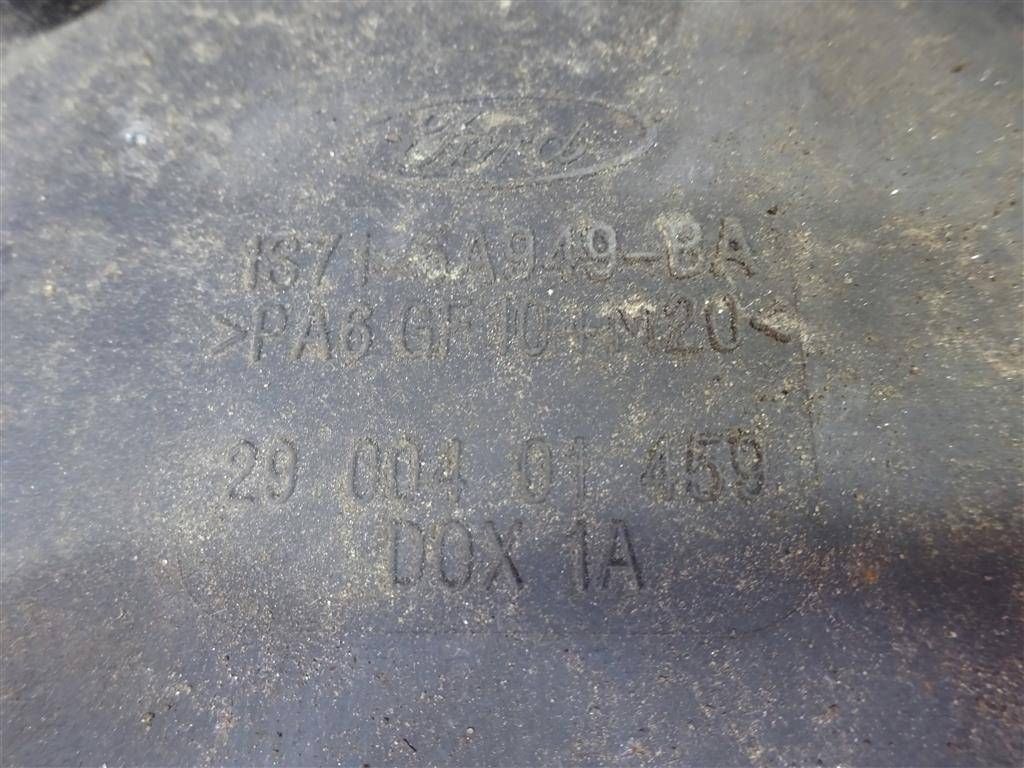 Ford
1S71-6A949-BA
>PA6 GF10+M20<
29 004 01 459
DOX 1A